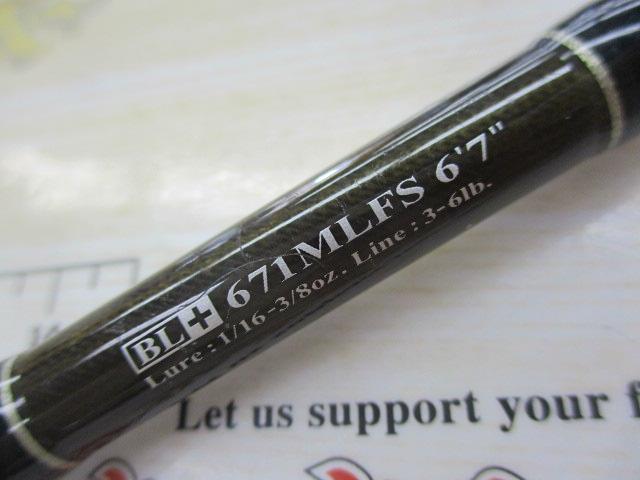 BL+ 671MLFS 6'7"
Lure : 1/16-3/8oz. Line : 3-6lb.
Let us support your f